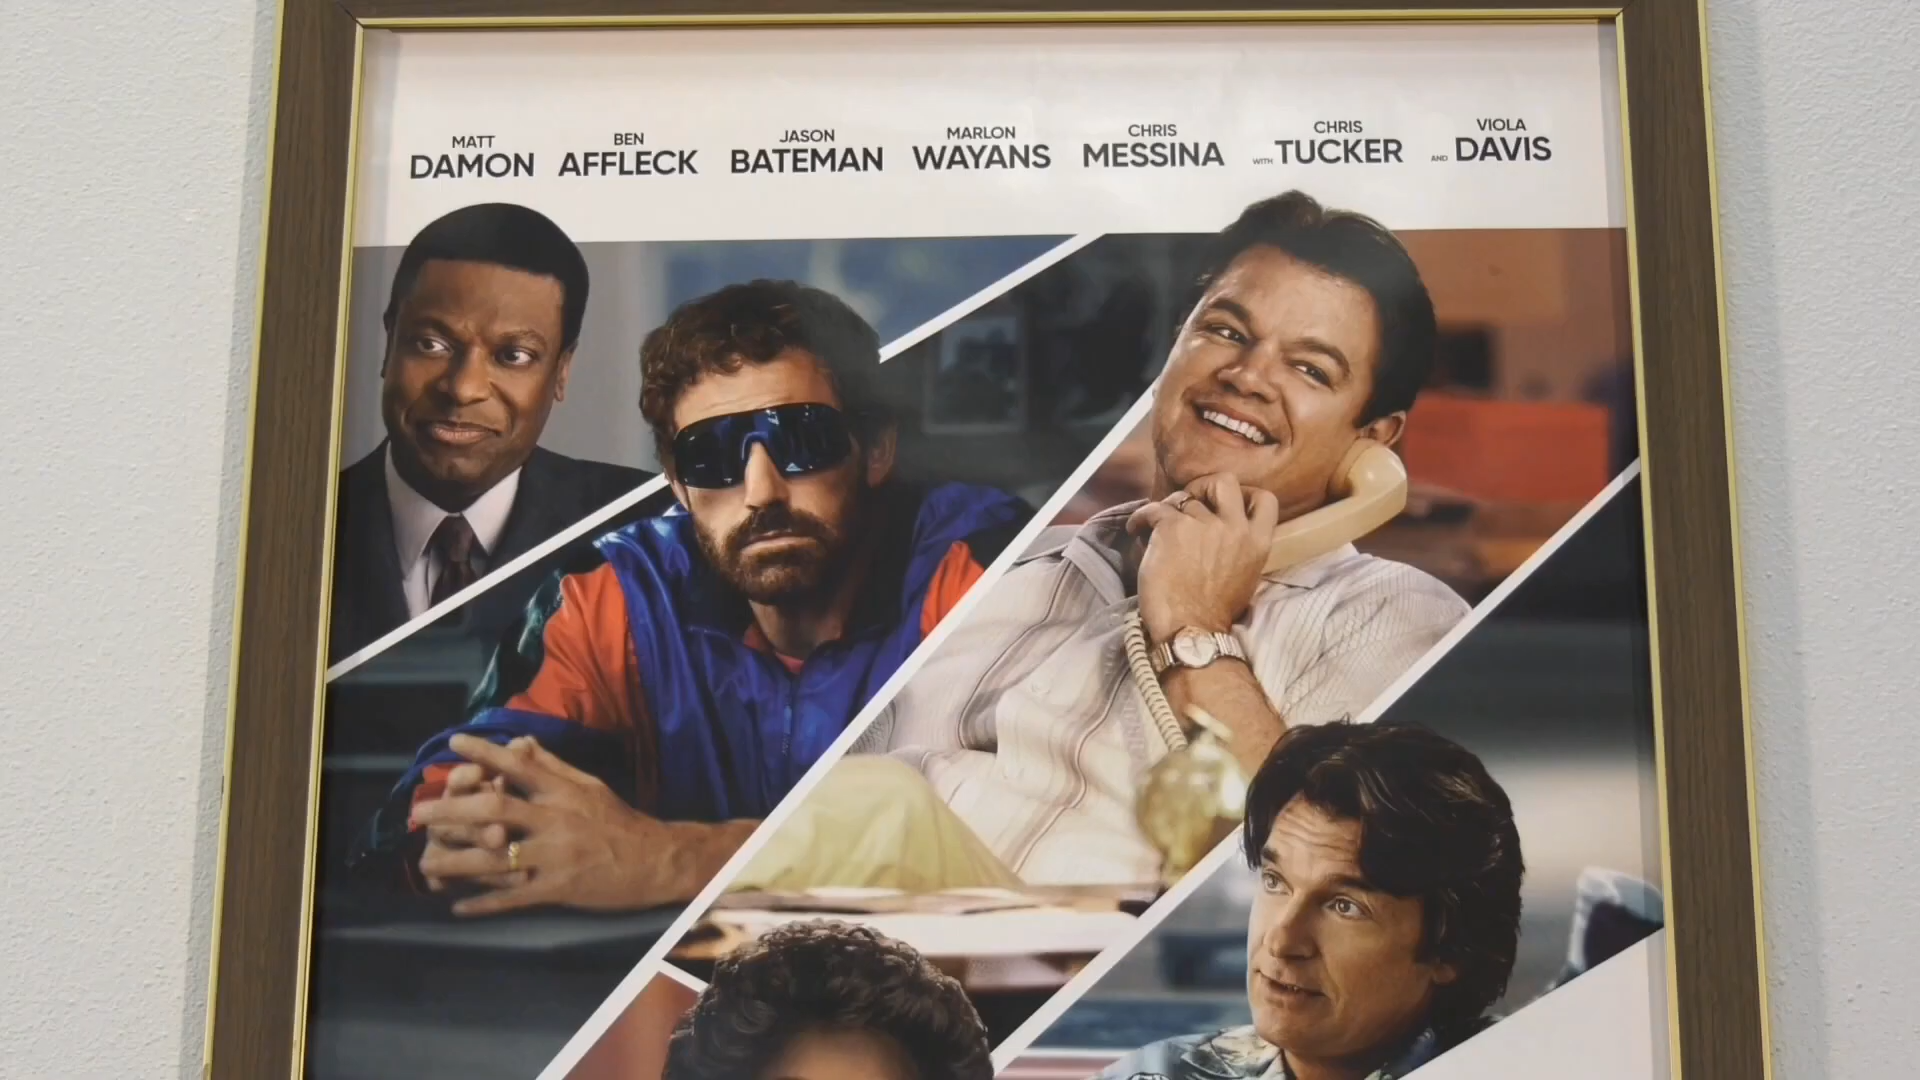 MATT DAMON
BEN AFFLECK
JASON BATEMAN
MARLON WAYANS
CHRIS MESSINA
WITH CHRIS TUCKER
AND VIOLA DAVIS